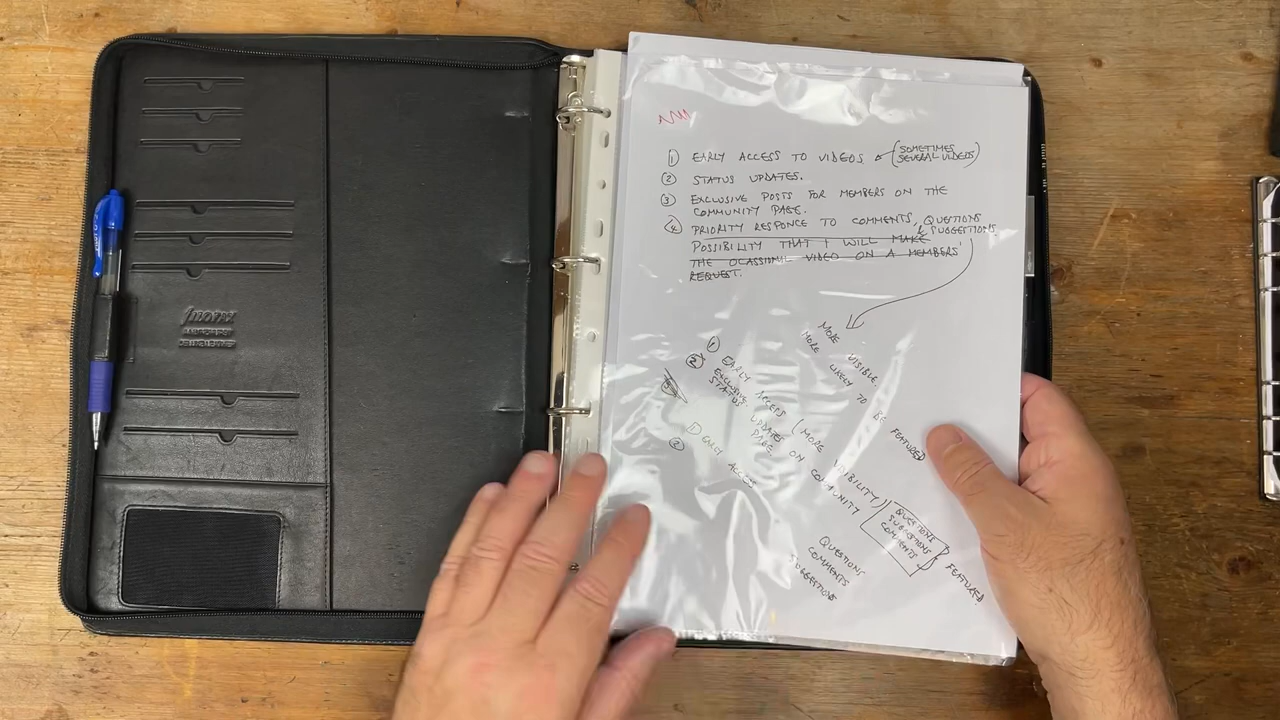 ① EARLY ACCESS TO VIDEOS (SOMETIMES
SEVERAL VIDEOS)
② STATUS UPDATES.
③ EXCLUSIVE POSTS FOR MEMBERS ON THE
COMMUNITY PAGE.
④ PRIORITY RESPONCE TO COMMENTS, QUESTIONS
& SUGGESTIONS.
POSSIBILITY THAT I WILL MAKE
THE OCASSIONAL VIDEO ON A MEMBERS'
REQUEST.
MORE VISIBLE.
MORE LIKELY TO BE FEATURED
① EARLY ACCESS (MORE VISIBILITY)
② EXCLUSIVE UPDATES ON COMMUNITY
STATUS PAGE
① EARLY ACCESS
②
QUESTIONS
SUGGESTIONS
COMMENTS
FEATURED
QUESTIONS
COMMENTS
SUGGESTIONS